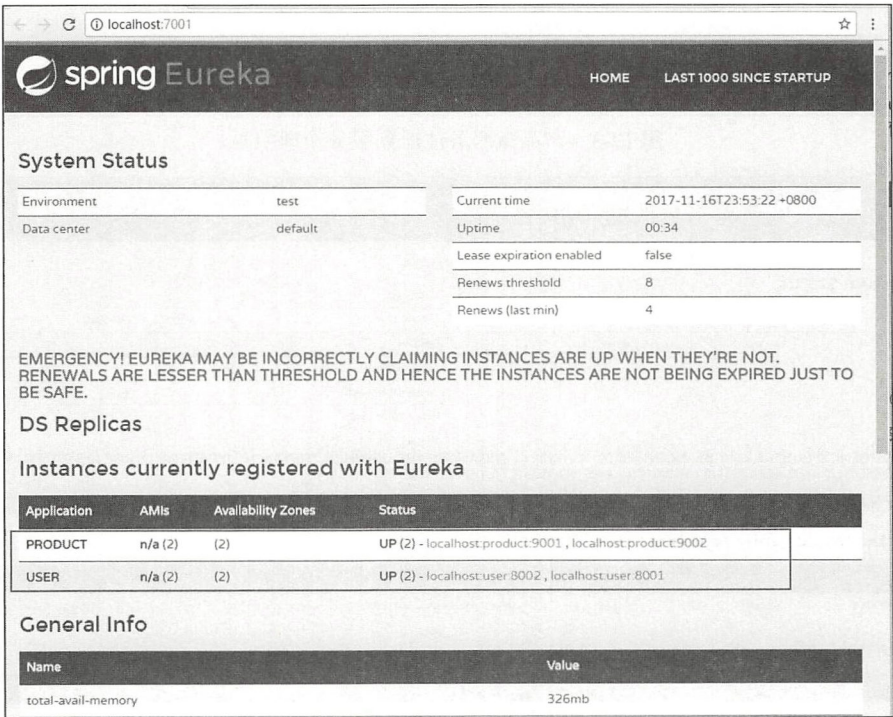 localhost:7001
spring Eureka
HOME LAST 1000 SINCE STARTUP
System Status
Environment test
Data center default
Current time 2017-11-16T23:53:22 +0800
Uptime 00:34
Lease expiration enabled false
Renews threshold 8
Renews (last min) 4
EMERGENCY! EUREKA MAY BE INCORRECTLY CLAIMING INSTANCES ARE UP WHEN THEY'RE NOT.
RENEWALS ARE LESSER THAN THRESHOLD AND HENCE THE INSTANCES ARE NOT BEING EXPIRED JUST TO
BE SAFE.
DS Replicas
Instances currently registered with Eureka
Application AMIs Availability Zones Status
PRODUCT n/a (2) (2) UP (2) - localhost:product:9001 , localhost:product:9002
USER n/a (2) (2) UP (2) - localhost:user:8002 , localhost:user:8001
General Info
Name Value
total-avail-memory 326mb